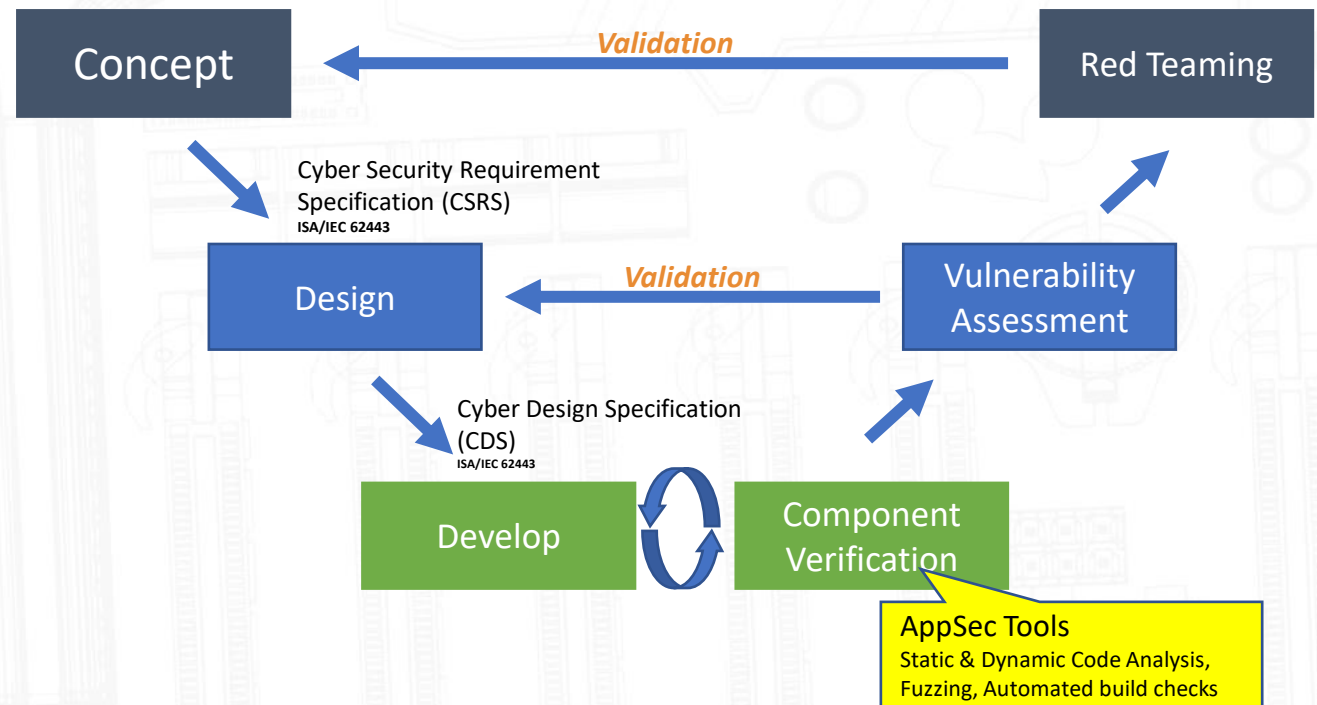 Validation
Concept
Red Teaming
Cyber Security Requirement
Specification (CSRS)
ISA/IEC 62443
Validation
Design
Vulnerability
Assessment
Cyber Design Specification
(CDS)
ISA/IEC 62443
Develop
Component
Verification
AppSec Tools
Static & Dynamic Code Analysis,
Fuzzing, Automated build checks